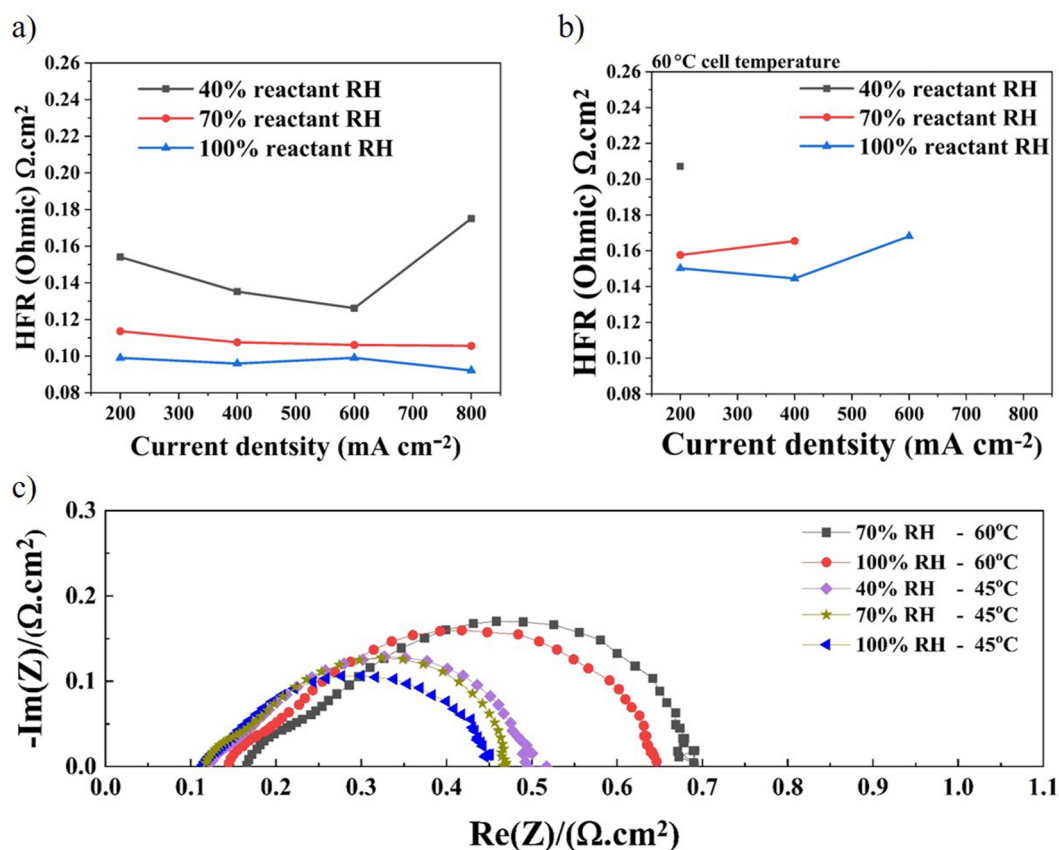 a)
HFR (Ohmic) Ω.cm²
0.26
0.24
0.22
0.20
0.18
0.16
0.14
0.12
0.10
0.08
40% reactant RH
70% reactant RH
100% reactant RH
200 300 400 500 600 700 800
Current dentsity (mA cm⁻²)
b)
60 °C cell temperature
HFR (Ohmic) Ω.cm²
0.26
0.24
0.22
0.20
0.18
0.16
0.14
0.12
0.10
0.08
40% reactant RH
70% reactant RH
100% reactant RH
200 300 400 500 600 700 800
Current dentsity (mA cm⁻²)
c)
-Im(Z)/(Ω.cm²)
0.3
0.2
0.1
0.0
70% RH - 60°C
100% RH - 60°C
40% RH - 45°C
70% RH - 45°C
100% RH - 45°C
0.0 0.1 0.2 0.3 0.4 0.5 0.6 0.7 0.8 0.9 1.0 1.1
Re(Z)/(Ω.cm²)